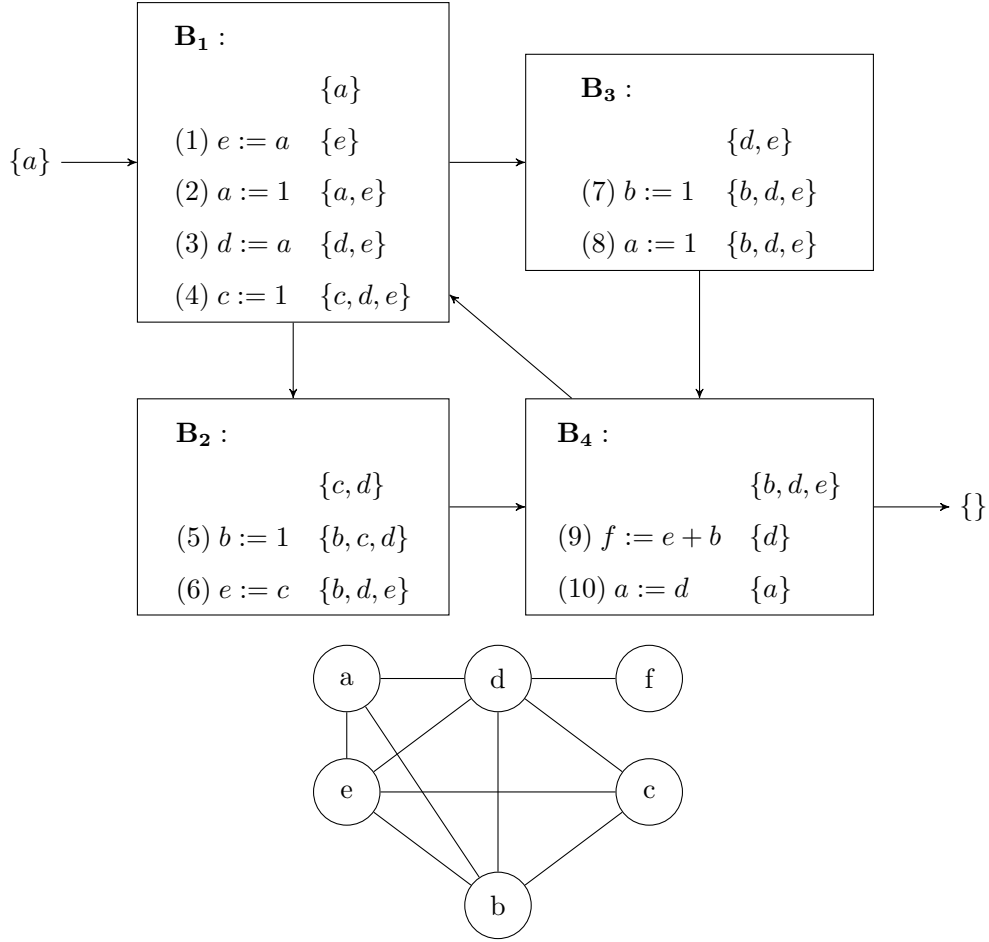 B₁ :
{a}
{a}
(1) e := a {e}
(2) a := 1 {a, e}
(3) d := a {d, e}
(4) c := 1 {c, d, e}
B₃ :
{d, e}
(7) b := 1 {b, d, e}
(8) a := 1 {b, d, e}
B₂ :
{c, d}
(5) b := 1 {b, c, d}
(6) e := c {b, d, e}
B₄ :
{b, d, e}
(9) f := e + b {d}
(10) a := d {a}
{}
a d f
e c
b